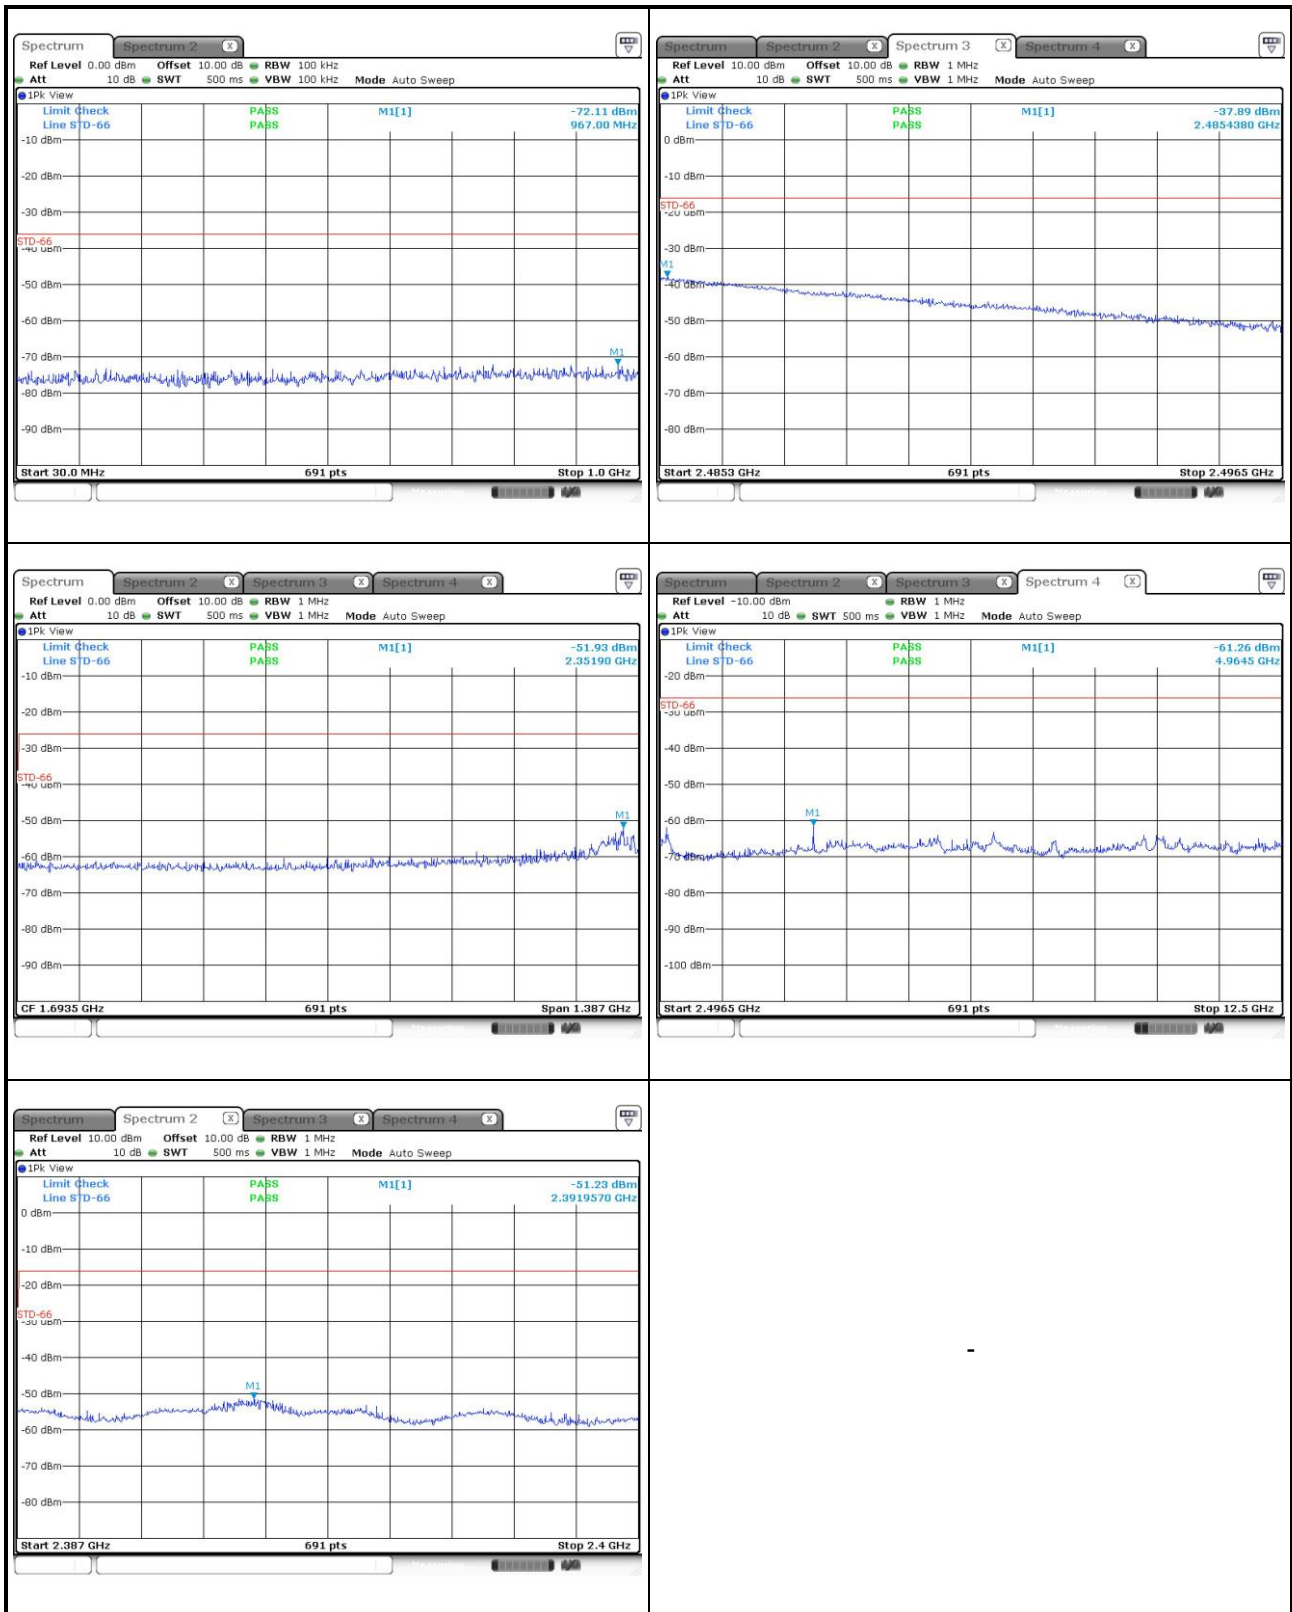 Spectrum Spectrum 2 X
Ref Level 0.00 dBm Offset 10.00 dB RBW 100 kHz
Att 10 dB SWT 500 ms VBW 100 kHz Mode Auto Sweep
1Pk View
Limit Check PASS M1[1] -72.11 dBm
Line STD-66 PASS 967.00 MHz
-10 dBm
-20 dBm
-30 dBm
STD-66
-40 dBm
-50 dBm
-60 dBm
-70 dBm
M1
-80 dBm
-90 dBm
Start 30.0 MHz 691 pts Stop 1.0 GHz
Spectrum Spectrum 2 X Spectrum 3 X Spectrum 4 X
Ref Level 10.00 dBm Offset 10.00 dB RBW 1 MHz
Att 10 dB SWT 500 ms VBW 1 MHz Mode Auto Sweep
1Pk View
Limit Check PASS M1[1] -37.89 dBm
Line STD-66 PASS 2.4854380 GHz
0 dBm
-10 dBm
STD-66
-20 dBm
-30 dBm
M1
-40 dBm
-50 dBm
-60 dBm
-70 dBm
-80 dBm
Start 2.4853 GHz 691 pts Stop 2.4965 GHz
Spectrum Spectrum 2 X Spectrum 3 X Spectrum 4 X
Ref Level 0.00 dBm Offset 10.00 dB RBW 1 MHz
Att 10 dB SWT 500 ms VBW 1 MHz Mode Auto Sweep
1Pk View
Limit Check PASS M1[1] -51.93 dBm
Line STD-66 PASS 2.35190 GHz
-10 dBm
-20 dBm
-30 dBm
STD-66
-40 dBm
-50 dBm
M1
-60 dBm
-70 dBm
-80 dBm
-90 dBm
CF 1.6935 GHz 691 pts Span 1.387 GHz
Spectrum Spectrum 2 X Spectrum 3 X Spectrum 4 X
Ref Level -10.00 dBm RBW 1 MHz
Att 10 dB SWT 500 ms VBW 1 MHz Mode Auto Sweep
1Pk View
Limit Check PASS M1[1] -61.26 dBm
Line STD-66 PASS 4.9645 GHz
-20 dBm
STD-66
-30 dBm
-40 dBm
-50 dBm
M1
-60 dBm
-70 dBm
-80 dBm
-90 dBm
-100 dBm
Start 2.4965 GHz 691 pts Stop 12.5 GHz
Spectrum Spectrum 2 X Spectrum 3 X Spectrum 4 X
Ref Level 10.00 dBm Offset 10.00 dB RBW 1 MHz
Att 10 dB SWT 500 ms VBW 1 MHz Mode Auto Sweep
1Pk View
Limit Check PASS M1[1] -51.23 dBm
Line STD-66 PASS 2.3919570 GHz
0 dBm
-10 dBm
-20 dBm
STD-66
-30 dBm
-40 dBm
M1
-50 dBm
-60 dBm
-70 dBm
-80 dBm
Start 2.387 GHz 691 pts Stop 2.4 GHz
-